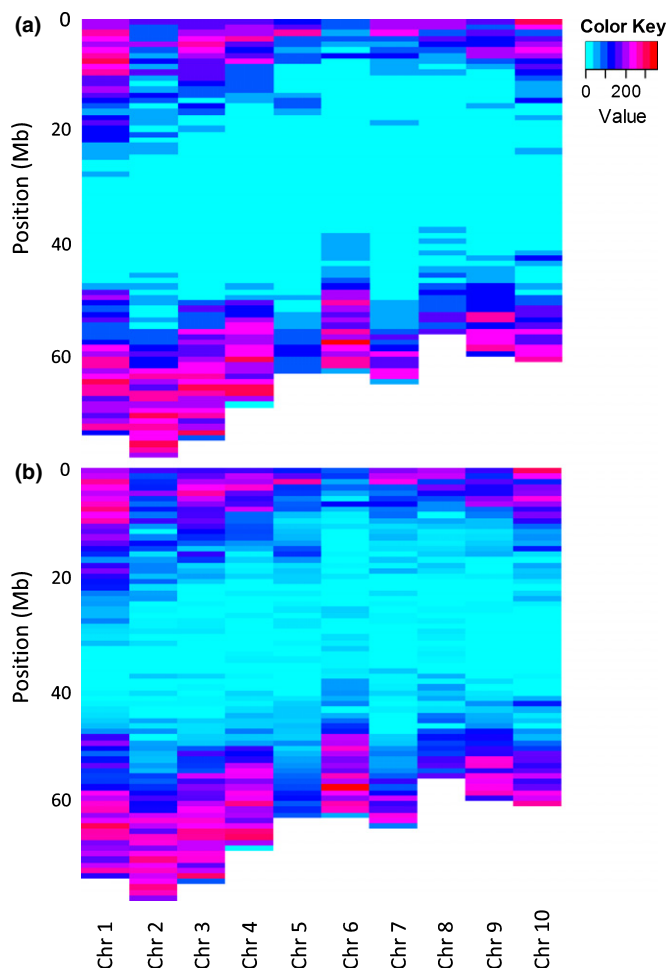 (a)
0
20
40
60
Position (Mb)
Color Key
0 200
Value
(b)
0
20
40
60
Position (Mb)
Chr 1
Chr 2
Chr 3
Chr 4
Chr 5
Chr 6
Chr 7
Chr 8
Chr 9
Chr 10